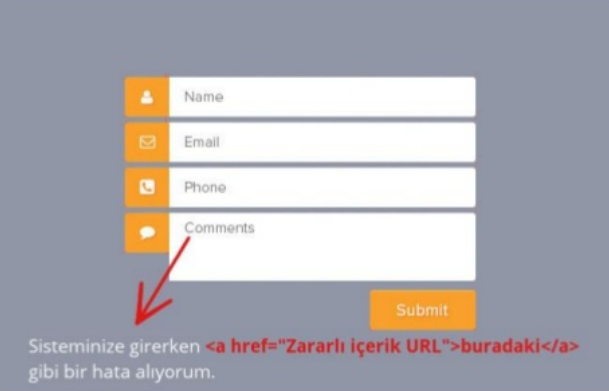 Name
Email
Phone
Comments
Submit
Sisteminize girerken <a href="Zararlı içerik URL">buradaki</a>
gibi bir hata alıyorum.